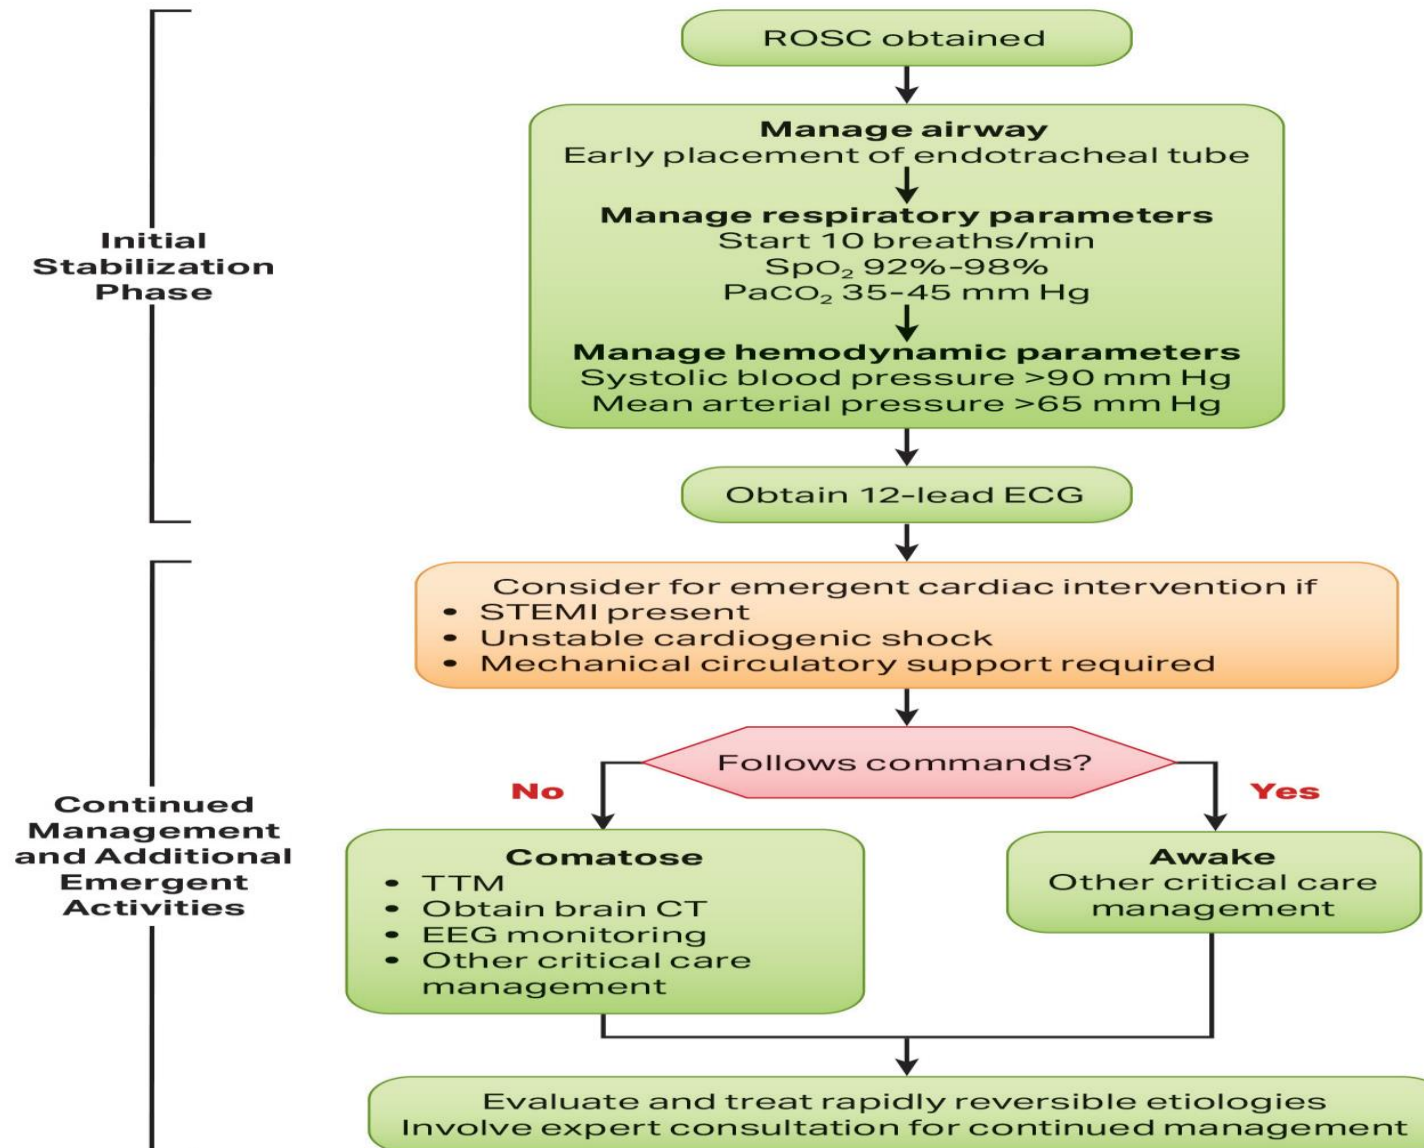 ROSC obtained
Manage airway
Early placement of endotracheal tube
Manage respiratory parameters
Start 10 breaths/min
SpO₂ 92%-98%
PaCO₂ 35-45 mm Hg
Manage hemodynamic parameters
Systolic blood pressure >90 mm Hg
Mean arterial pressure >65 mm Hg
Obtain 12-lead ECG
Initial
Stabilization
Phase
Consider for emergent cardiac intervention if
• STEMI present
• Unstable cardiogenic shock
• Mechanical circulatory support required
Follows commands?
No
Yes
Comatose
• TTM
• Obtain brain CT
• EEG monitoring
• Other critical care
management
Awake
Other critical care
management
Continued
Management
and Additional
Emergent
Activities
Evaluate and treat rapidly reversible etiologies
Involve expert consultation for continued management